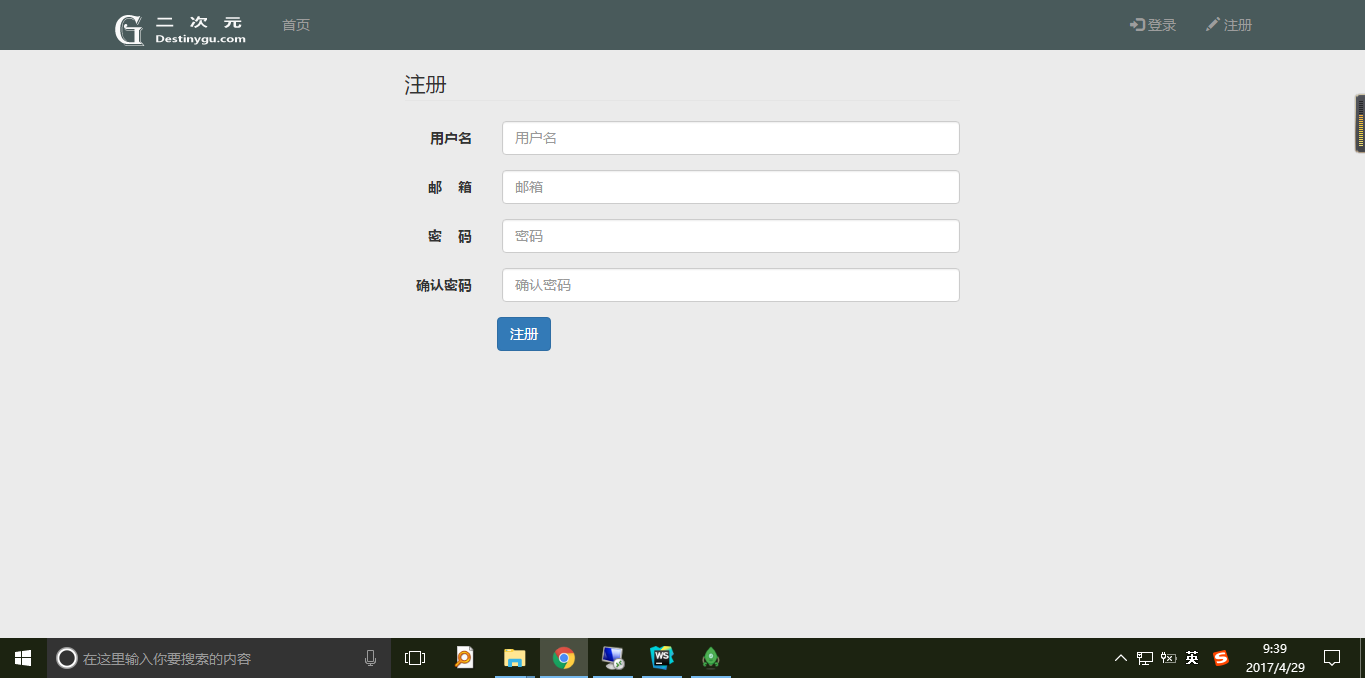 二 次 元
Destinygu.com
首页
登录
注册
注册
用户名
用户名
邮 箱
邮箱
密 码
密码
确认密码
确认密码
注册
在这里输入你要搜索的内容
WS
英
9:39
2017/4/29